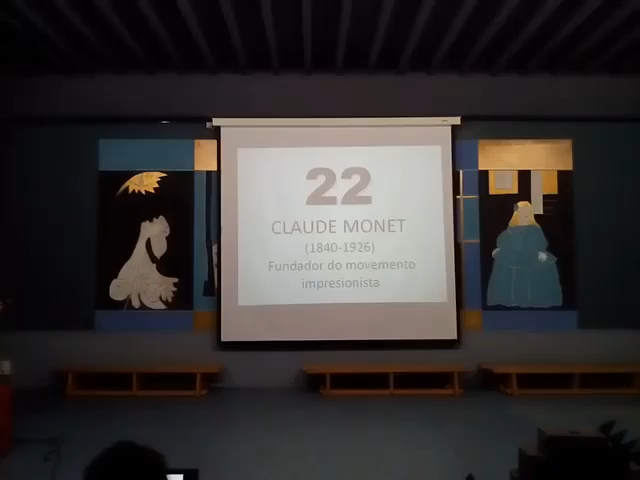 22
CLAUDE MONET
(1840-1926)
Fundador do movemento
impresionista